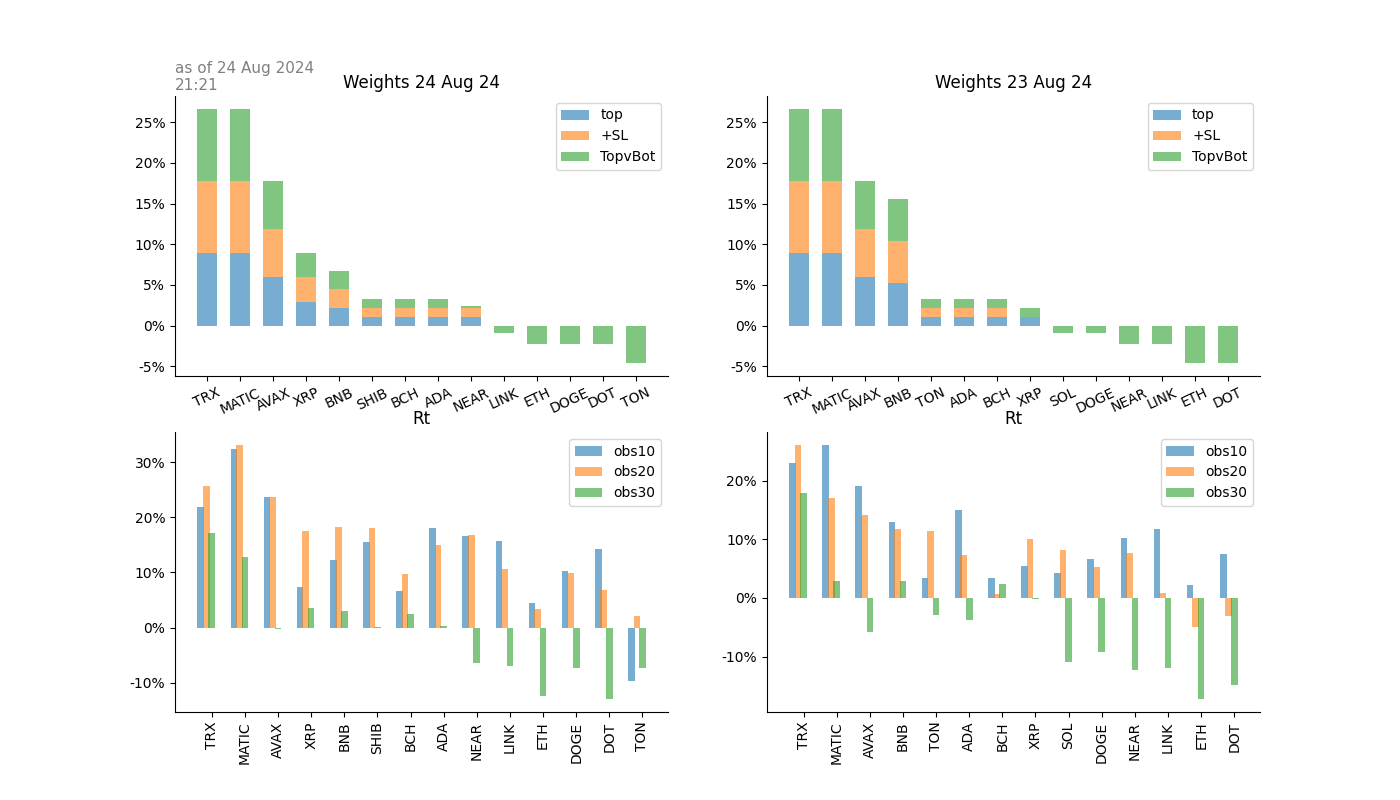 as of 24 Aug 2024
21:21
Weights 24 Aug 24
25%
20%
15%
10%
5%
0%
-5%
top
+SL
TopvBot
TRX MATIC AVAX XRP BNB SHIB BCH ADA NEAR LINK ETH DOGE DOT TON
Weights 23 Aug 24
25%
20%
15%
10%
5%
0%
-5%
top
+SL
TopvBot
TRX MATIC AVAX BNB TON ADA BCH XRP SOL DOGE NEAR LINK ETH DOT
Rt
30%
20%
10%
0%
-10%
obs10
obs20
obs30
TRX MATIC AVAX XRP BNB SHIB BCH ADA NEAR LINK ETH DOGE DOT TON
Rt
20%
10%
0%
-10%
obs10
obs20
obs30
TRX MATIC AVAX BNB TON ADA BCH XRP SOL DOGE NEAR LINK ETH DOT